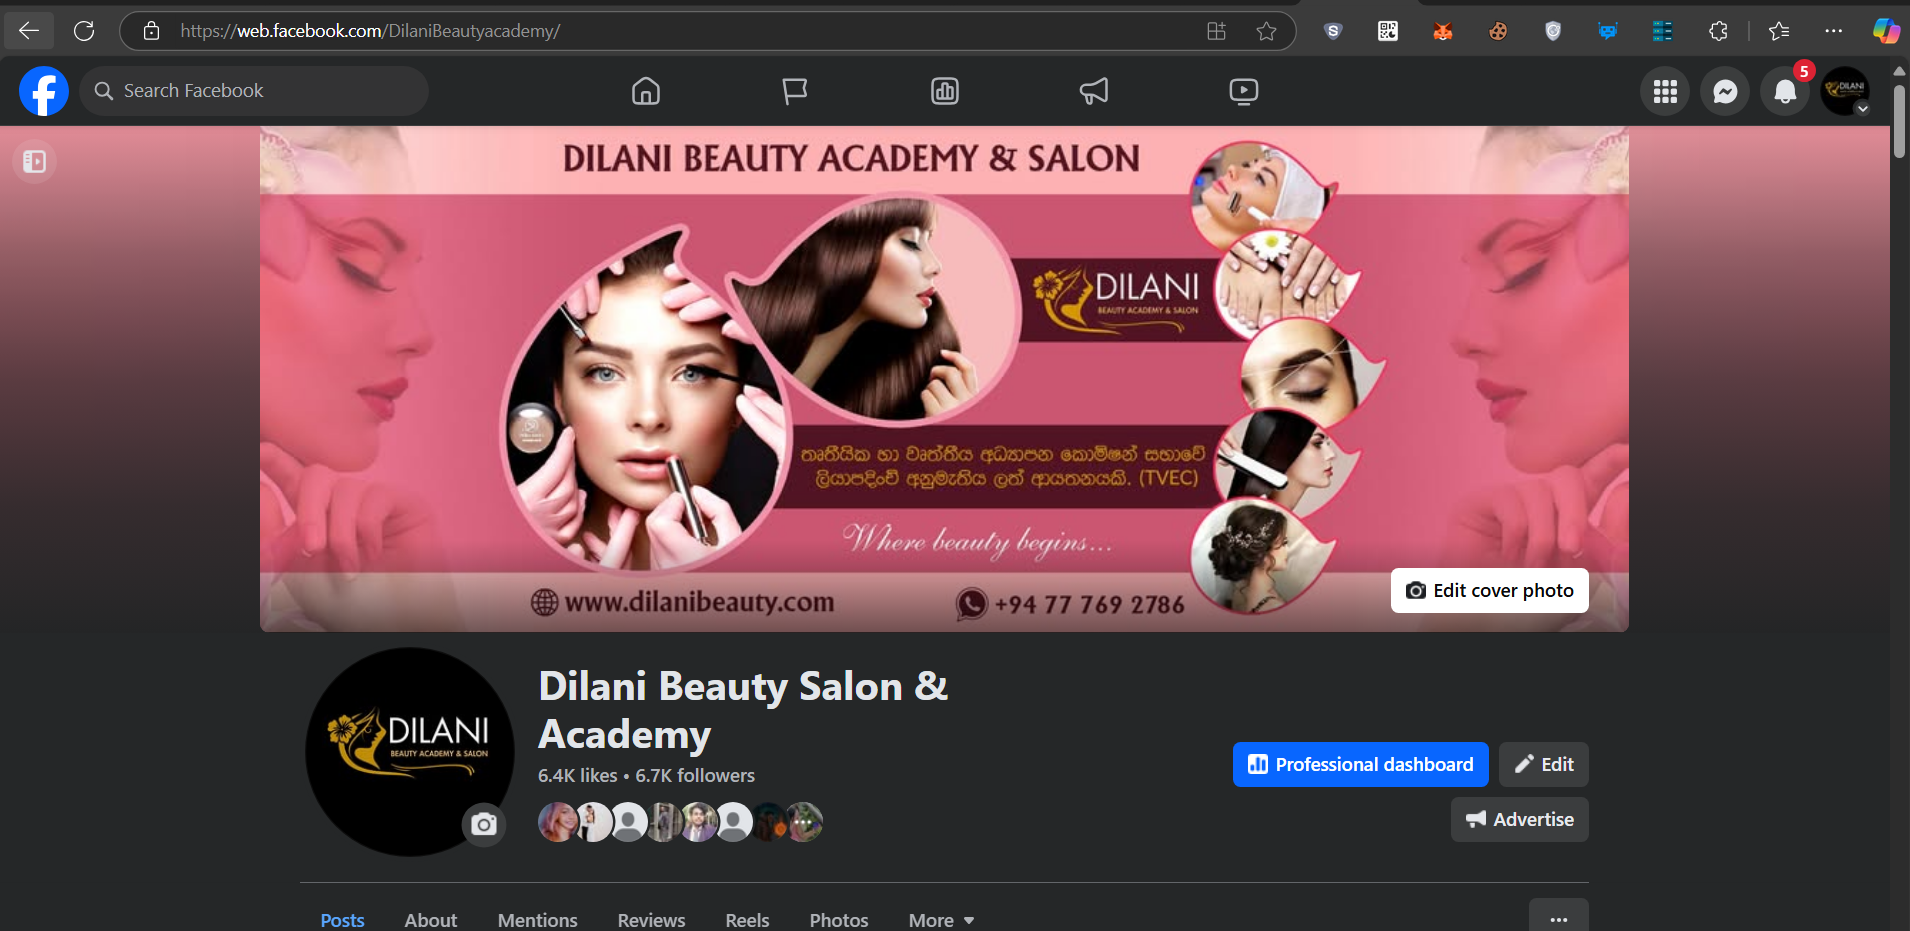 https://web.facebook.com/DilaniBeautyacademy/
Search Facebook
5
DILANI BEAUTY ACADEMY & SALON
DILANI
BEAUTY ACADEMY & SALON
තෘතීයික හා වෘත්තීය අධ්‍යාපන කොමිෂන් සභාවේ
ලියාපදිංචි අනුමැතිය ලත් ආයතනයකි. (TVEC)
Where beauty begins...
www.dilanibeauty.com
+94 77 769 2786
Edit cover photo
DILANI
BEAUTY ACADEMY & SALON
Dilani Beauty Salon &
Academy
6.4K likes • 6.7K followers
Professional dashboard
Edit
Advertise
Posts
About
Mentions
Reviews
Reels
Photos
More